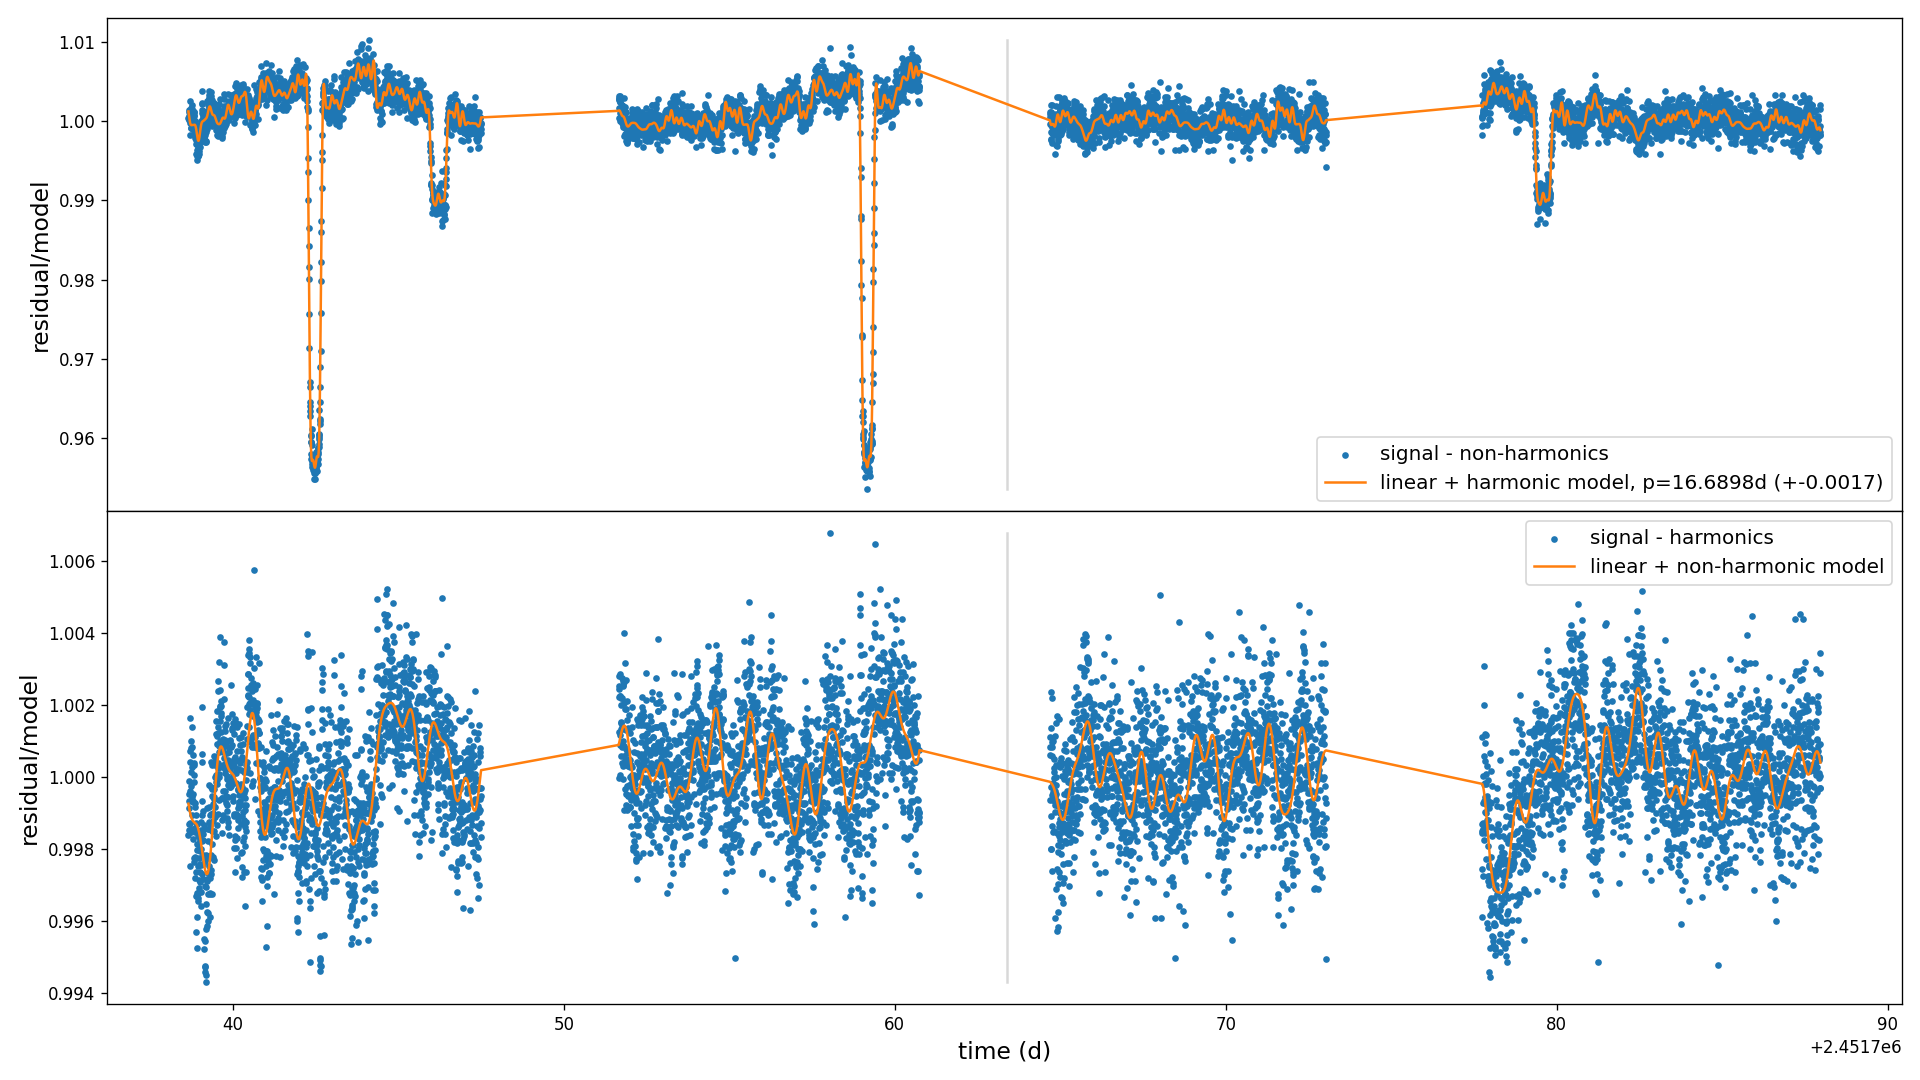 1.01
1.00
0.99
0.98
0.97
0.96
residual/model
signal - non-harmonics
linear + harmonic model, p=16.6898d (+-0.0017)
1.006
1.004
1.002
1.000
0.998
0.996
0.994
residual/model
signal - harmonics
linear + non-harmonic model
40
50
60
70
80
90
time (d)
+2.4517e6